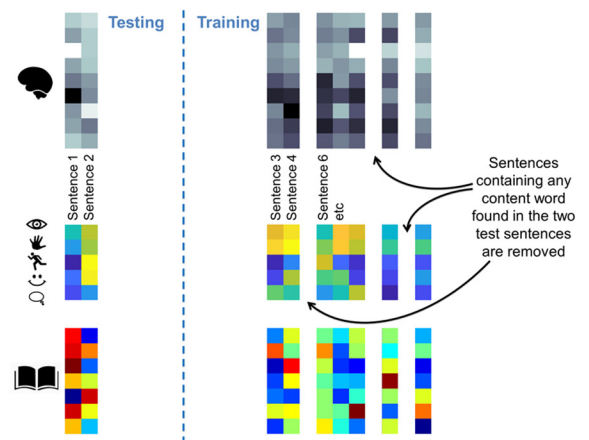 Testing
Training
Sentence 1
Sentence 2
Sentence 3
Sentence 4
Sentence 6
etc
Sentences
containing any
content word
found in the two
test sentences
are removed